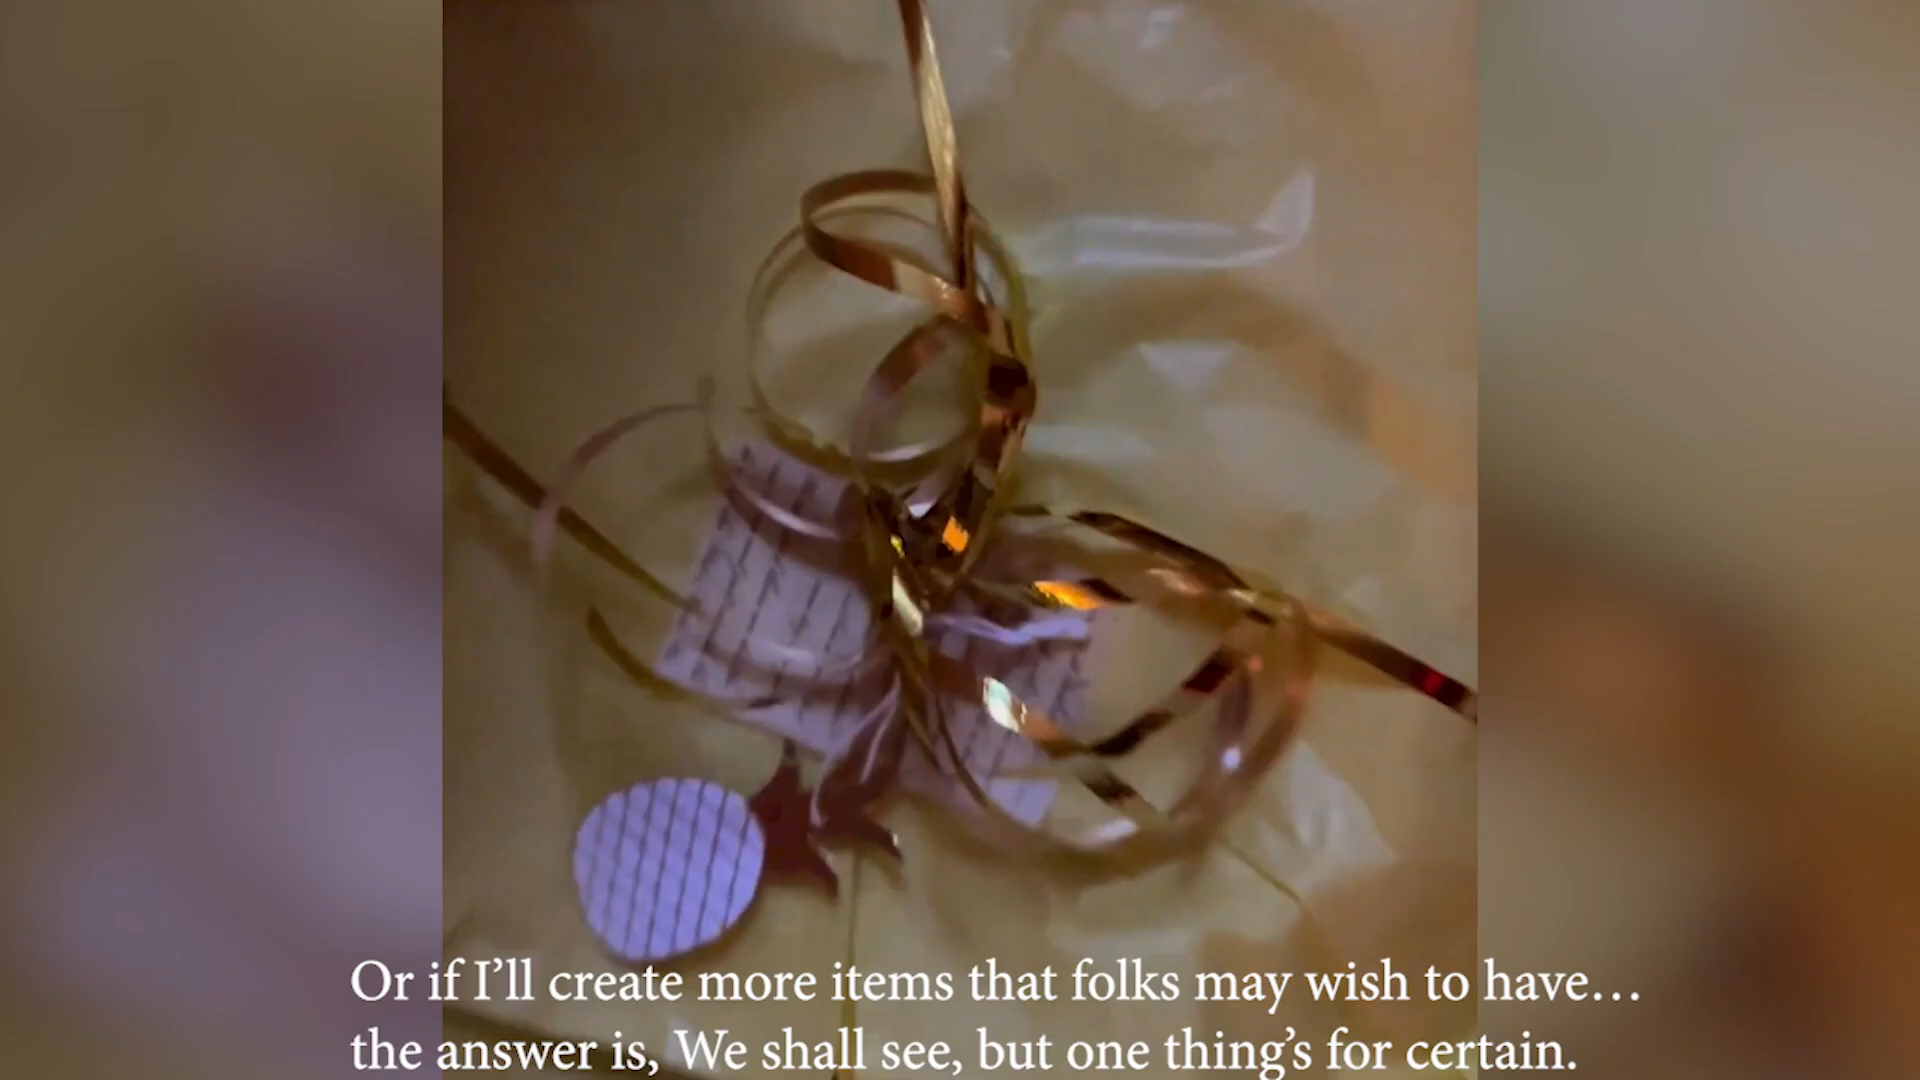 Or if I’ll create more items that folks may wish to have…
the answer is, We shall see, but one thing’s for certain.